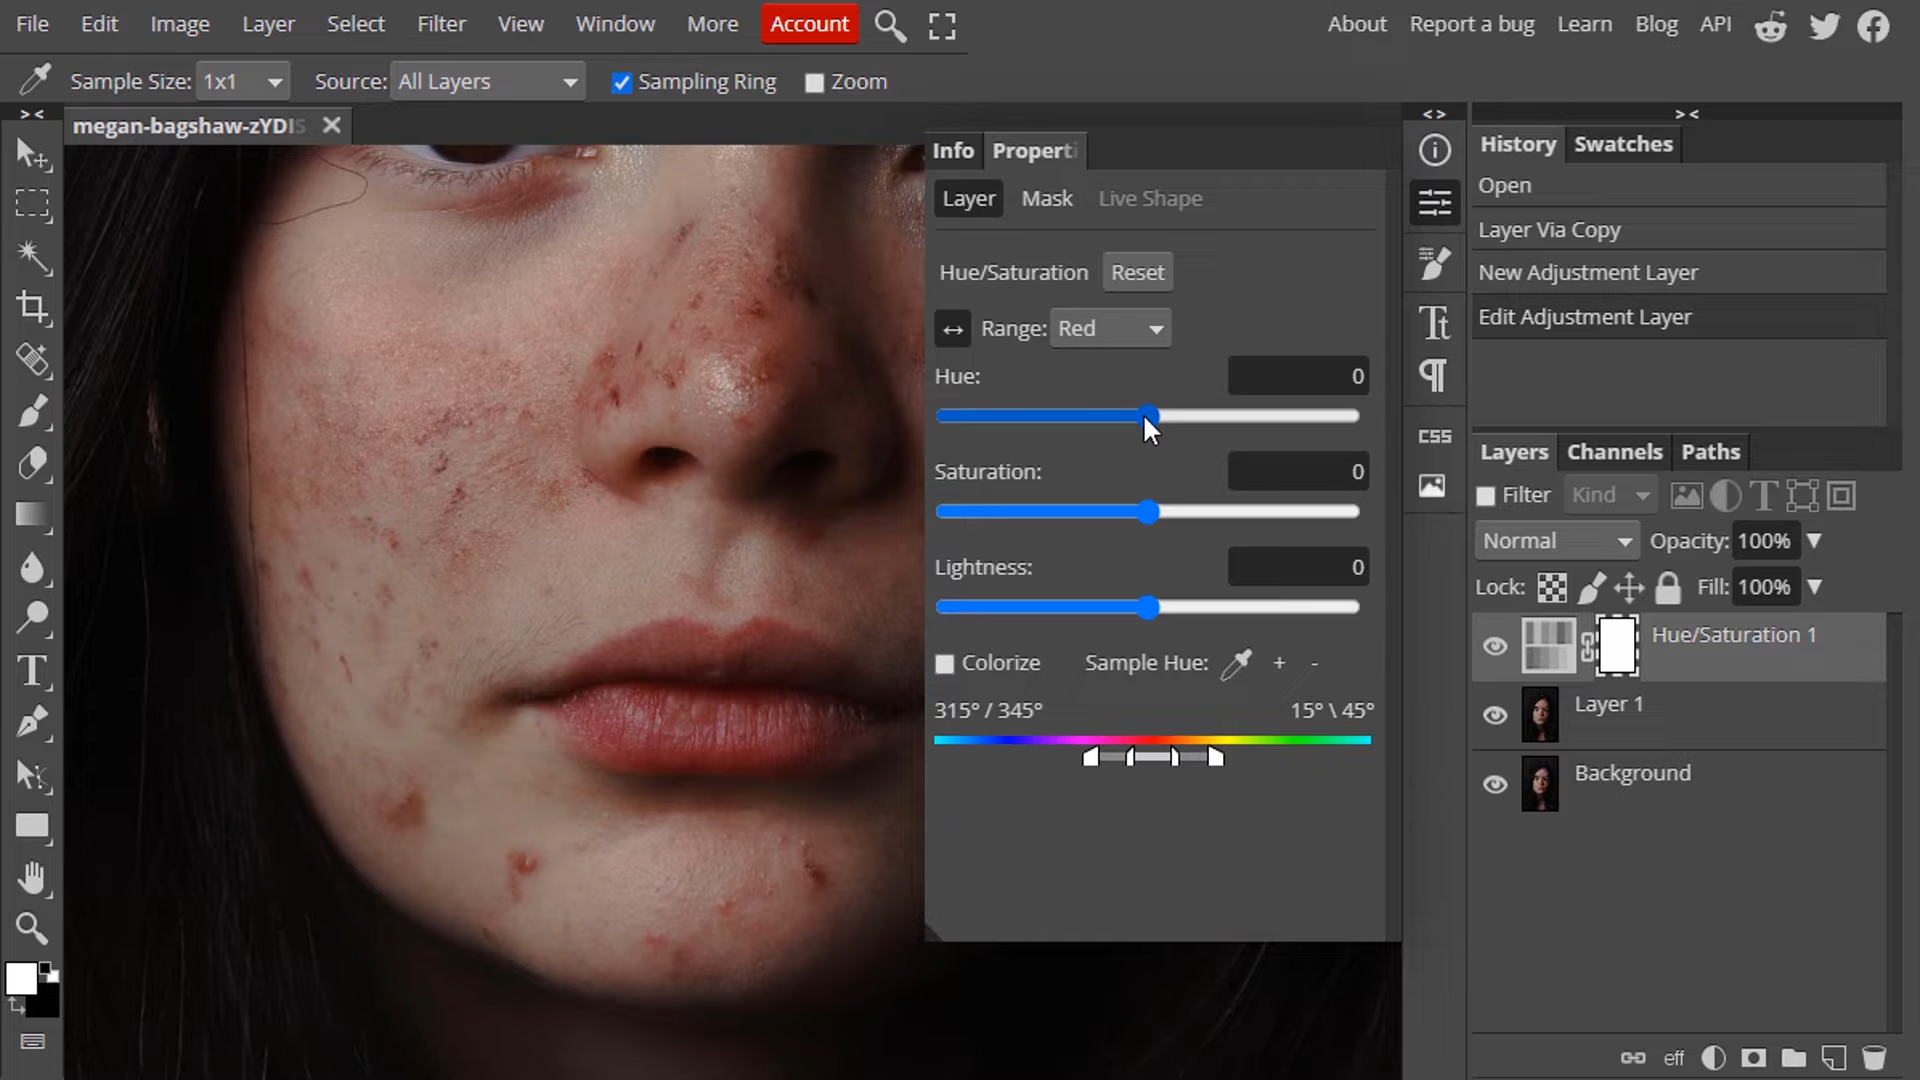 File Edit Image Layer Select Filter View Window More Account
About Report a bug Learn Blog API
Sample Size: 1x1 Source: All Layers Sampling Ring Zoom
megan-bagshaw-zYDIS
Info Properti
Layer Mask Live Shape
Hue/Saturation Reset
Range: Red
Hue: 0
Saturation: 0
Lightness: 0
Colorize Sample Hue: + -
315° / 345° 15° \ 45°
> <
< >
CSS
> <
History Swatches
Open
Layer Via Copy
New Adjustment Layer
Edit Adjustment Layer
Layers Channels Paths
Filter Kind
Normal Opacity: 100%
Lock: Fill: 100%
Hue/Saturation 1
Layer 1
Background
eff